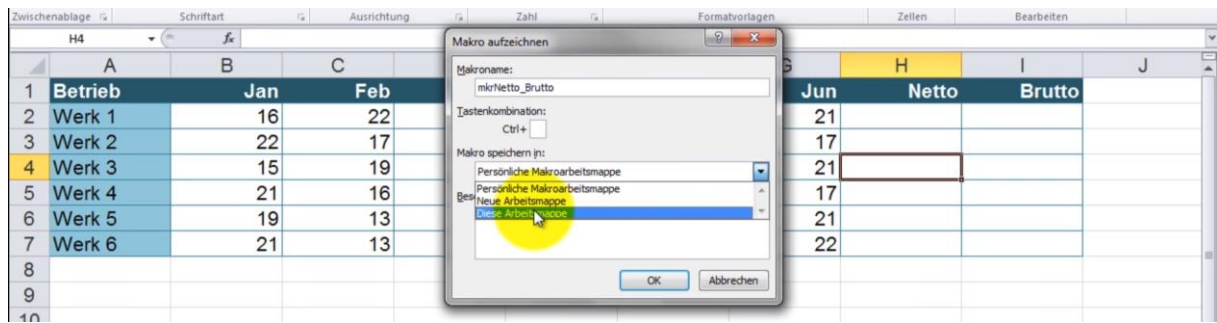 Zwischenablage Schriftart Ausrichtung Zahl Formatvorlagen Zellen Bearbeiten
H4 fx
Makro aufzeichnen
Makroname:
mkrNetto_Brutto
Tastenkombination:
Ctrl+
Makro speichern in:
Persönliche Makroarbeitsmappe
Persönliche Makroarbeitsmappe
Neue Arbeitsmappe
Diese Arbeitsmappe
Bes
OK Abbrechen
A B C G H I J
1 Betrieb Jan Feb Jun Netto Brutto
2 Werk 1 16 22 21
3 Werk 2 22 17 17
4 Werk 3 15 19 21
5 Werk 4 21 16 17
6 Werk 5 19 13 21
7 Werk 6 21 13 22
8
9
10